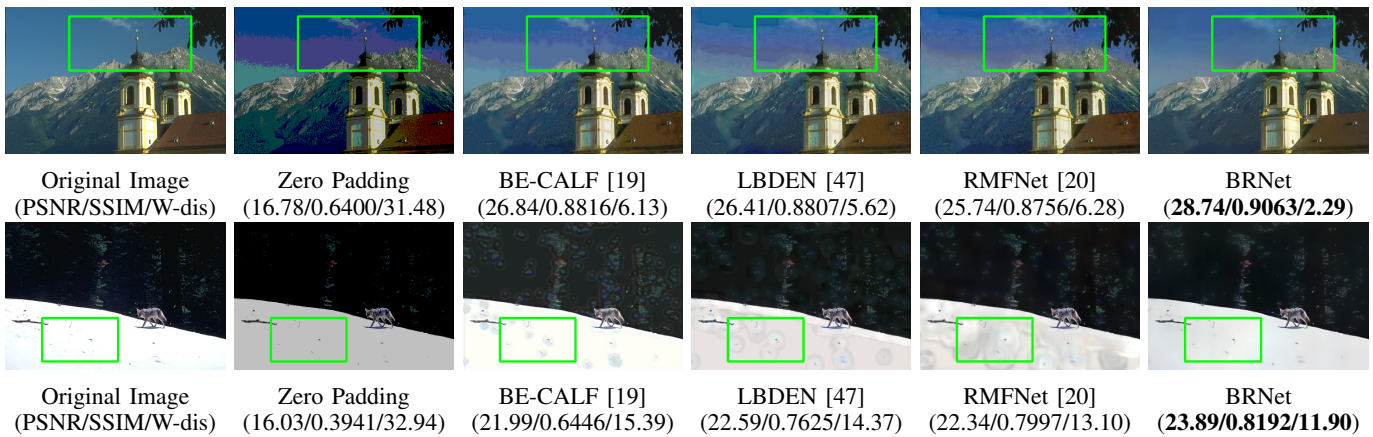 Original Image Zero Padding BE-CALF [19] LBDEN [47] RMFNet [20] BRNet
(PSNR/SSIM/W-dis) (16.78/0.6400/31.48) (26.84/0.8816/6.13) (26.41/0.8807/5.62) (25.74/0.8756/6.28) (28.74/0.9063/2.29)
Original Image Zero Padding BE-CALF [19] LBDEN [47] RMFNet [20] BRNet
(PSNR/SSIM/W-dis) (16.03/0.3941/32.94) (21.99/0.6446/15.39) (22.59/0.7625/14.37) (22.34/0.7997/13.10) (23.89/0.8192/11.90)